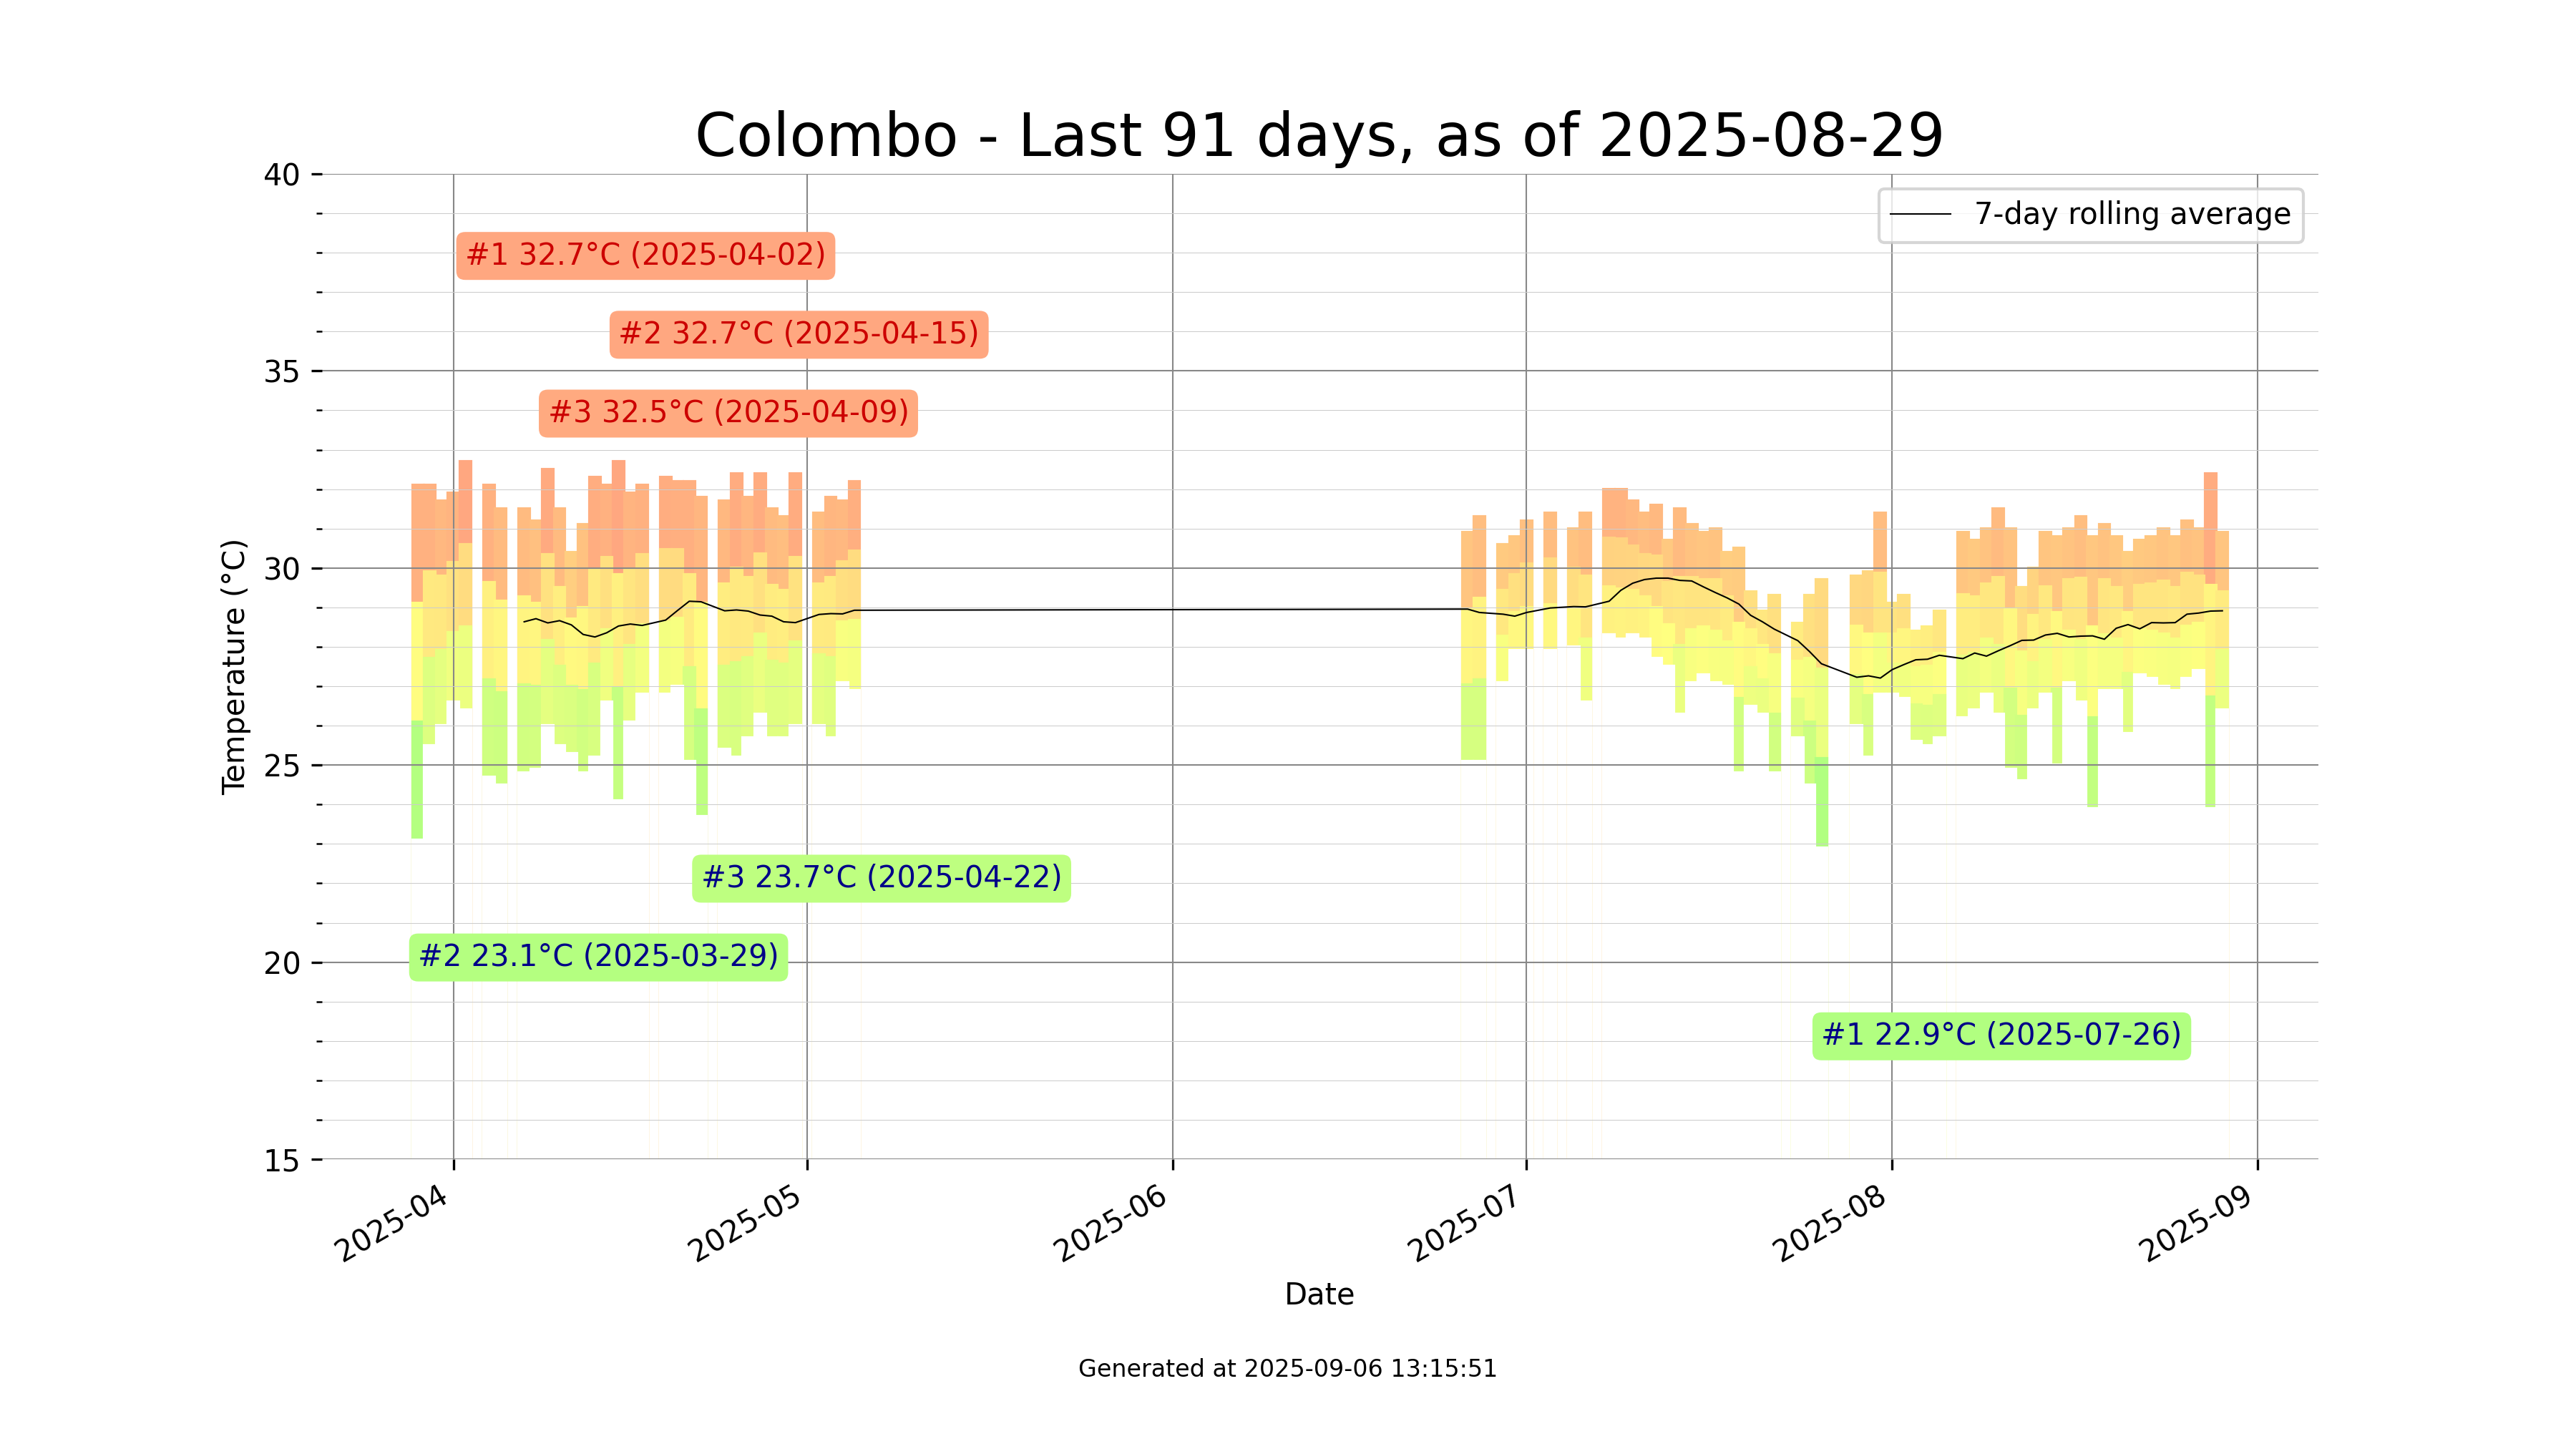 Colombo - Last 91 days, as of 2025-08-29
7-day rolling average
#1 32.7°C (2025-04-02)
#2 32.7°C (2025-04-15)
#3 32.5°C (2025-04-09)
#3 23.7°C (2025-04-22)
#2 23.1°C (2025-03-29)
#1 22.9°C (2025-07-26)
Temperature (°C)
40
35
30
25
20
15
2025-04
2025-05
2025-06
2025-07
2025-08
2025-09
Date
Generated at 2025-09-06 13:15:51